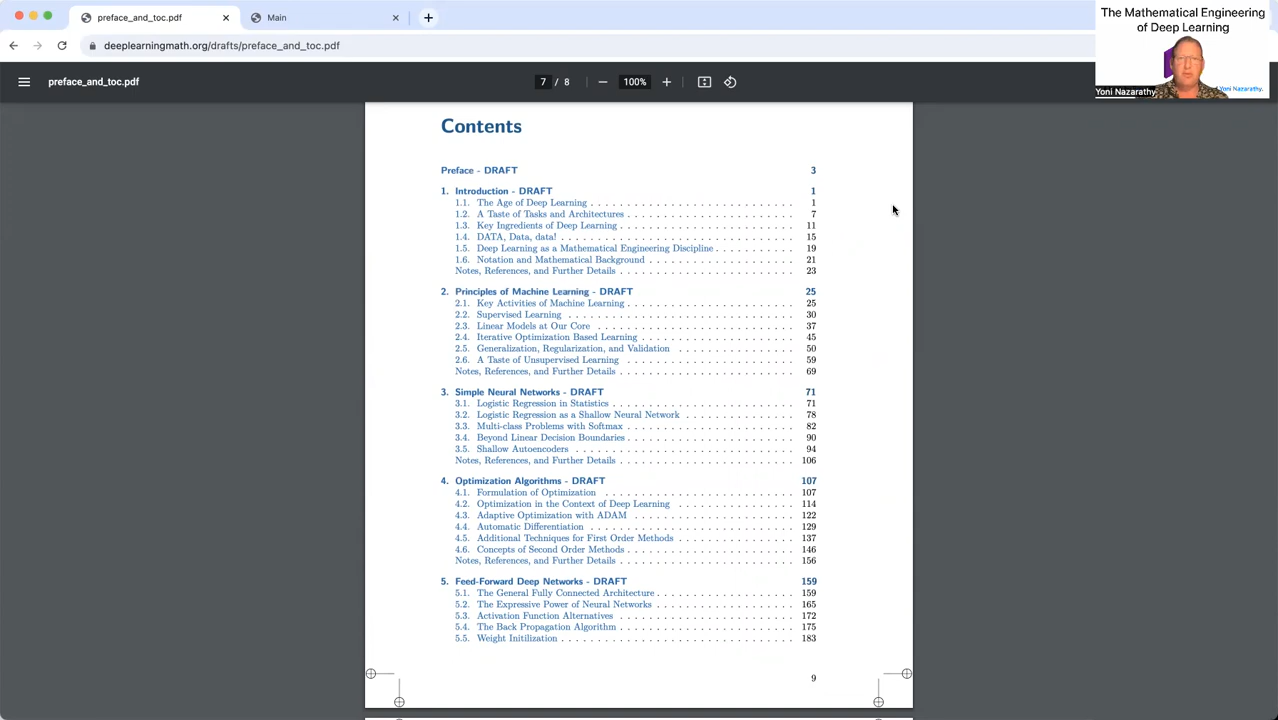 preface_and_toc.pdf
Main
deeplearningmath.org/drafts/preface_and_toc.pdf
The Mathematical Engineering
of Deep Learning
Yoni Nazarathy
Yoni Nazarathy.
preface_and_toc.pdf
7 / 8
100%
Contents
Preface - DRAFT 3
1. Introduction - DRAFT 1
1.1. The Age of Deep Learning . . . . . . . . . . . . . . . . . . . . . . . . 1
1.2. A Taste of Tasks and Architectures . . . . . . . . . . . . . . . . . . . . 7
1.3. Key Ingredients of Deep Learning . . . . . . . . . . . . . . . . . . . . . 11
1.4. DATA, Data, data! . . . . . . . . . . . . . . . . . . . . . . . . . . . 15
1.5. Deep Learning as a Mathematical Engineering Discipline . . . . . . . . . 19
1.6. Notation and Mathematical Background . . . . . . . . . . . . . . . . . . 21
Notes, References, and Further Details . . . . . . . . . . . . . . . . . . . . . 23
2. Principles of Machine Learning - DRAFT 25
2.1. Key Activities of Machine Learning . . . . . . . . . . . . . . . . . . . . 25
2.2. Supervised Learning . . . . . . . . . . . . . . . . . . . . . . . . . . 30
2.3. Linear Models at Our Core . . . . . . . . . . . . . . . . . . . . . . . 37
2.4. Iterative Optimization Based Learning . . . . . . . . . . . . . . . . . . . 45
2.5. Generalization, Regularization, and Validation . . . . . . . . . . . . . . 50
2.6. A Taste of Unsupervised Learning . . . . . . . . . . . . . . . . . . . . 59
Notes, References, and Further Details . . . . . . . . . . . . . . . . . . . . . 69
3. Simple Neural Networks - DRAFT 71
3.1. Logistic Regression in Statistics . . . . . . . . . . . . . . . . . . . . . . 71
3.2. Logistic Regression as a Shallow Neural Network . . . . . . . . . . . . . 78
3.3. Multi-class Problems with Softmax . . . . . . . . . . . . . . . . . . . . 82
3.4. Beyond Linear Decision Boundaries . . . . . . . . . . . . . . . . . . . . 90
3.5. Shallow Autoencoders . . . . . . . . . . . . . . . . . . . . . . . . . 94
Notes, References, and Further Details . . . . . . . . . . . . . . . . . . . . . 106
4. Optimization Algorithms - DRAFT 107
4.1. Formulation of Optimization . . . . . . . . . . . . . . . . . . . . . . . 107
4.2. Optimization in the Context of Deep Learning . . . . . . . . . . . . . . 114
4.3. Adaptive Optimization with ADAM . . . . . . . . . . . . . . . . . . . 122
4.4. Automatic Differentiation . . . . . . . . . . . . . . . . . . . . . . . . 129
4.5. Additional Techniques for First Order Methods . . . . . . . . . . . . . . 137
4.6. Concepts of Second Order Methods . . . . . . . . . . . . . . . . . . . . 146
Notes, References, and Further Details . . . . . . . . . . . . . . . . . . . . . 156
5. Feed-Forward Deep Networks - DRAFT 159
5.1. The General Fully Connected Architecture . . . . . . . . . . . . . . . . . 159
5.2. The Expressive Power of Neural Networks . . . . . . . . . . . . . . . . . 165
5.3. Activation Function Alternatives . . . . . . . . . . . . . . . . . . . . . 172
5.4. The Back Propagation Algorithm . . . . . . . . . . . . . . . . . . . . . 175
5.5. Weight Initilization . . . . . . . . . . . . . . . . . . . . . . . . . . . 183
9